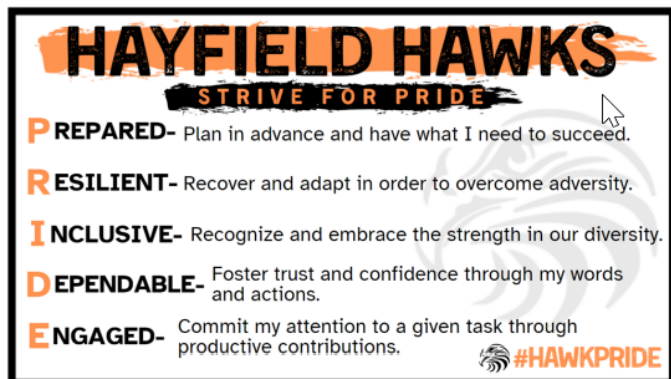 HAYFIELD HAWKS
STRIVE FOR PRIDE
PREPARED- Plan in advance and have what I need to succeed.
RESILIENT- Recover and adapt in order to overcome adversity.
INCLUSIVE- Recognize and embrace the strength in our diversity.
DEPENDABLE- Foster trust and confidence through my words
and actions.
ENGAGED- Commit my attention to a given task through
productive contributions.
#HAWKPRIDE